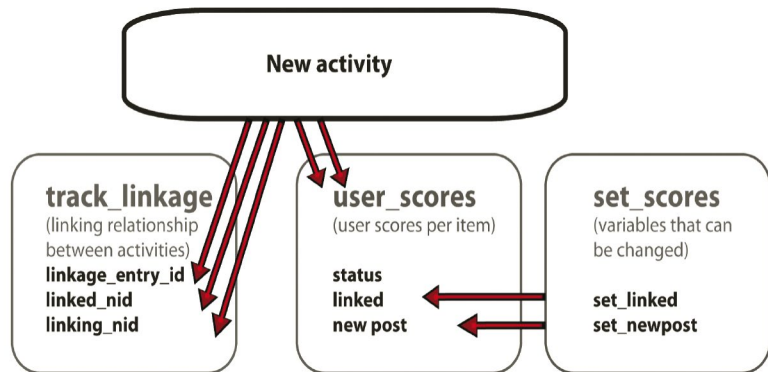 New activity
track_linkage
(linking relationship
between activities)
linkage_entry_id
linked_nid
linking_nid
user_scores
(user scores per item)
status
linked
new post
set_scores
(variables that can
be changed)
set_linked
set_newpost